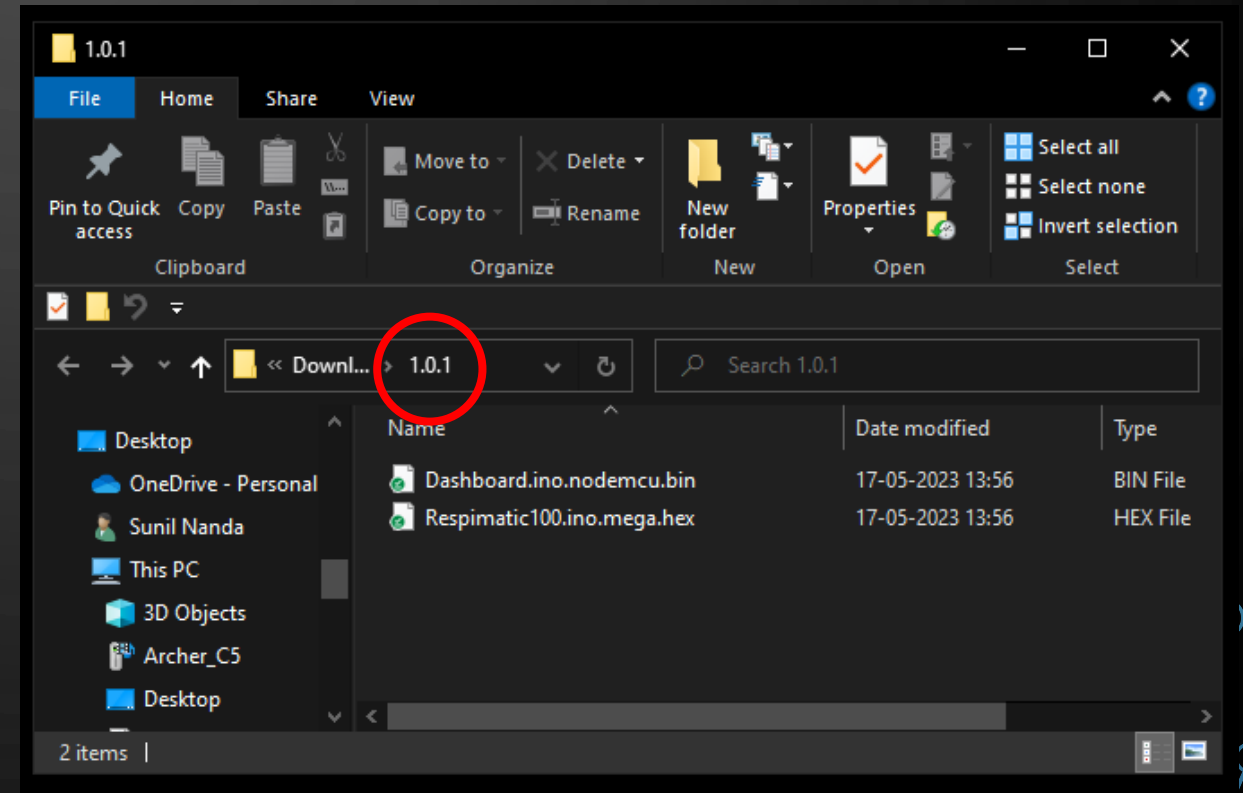 1.0.1
File Home Share View
Pin to Quick access Copy Paste
Move to Copy to Delete Rename
New folder
Properties
Select all
Select none
Invert selection
Clipboard Organize New Open Select
« Downl... › 1.0.1 Search 1.0.1
Name Date modified Type
Desktop
OneDrive - Personal
Sunil Nanda
This PC
3D Objects
Archer_C5
Desktop
Dashboard.ino.nodemcu.bin 17-05-2023 13:56 BIN File
Respimatic100.ino.mega.hex 17-05-2023 13:56 HEX File
2 items